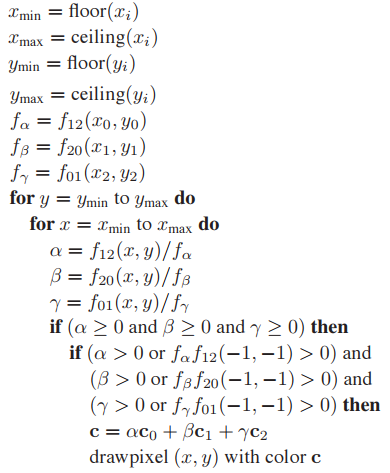 x_min = floor(x_i)
x_max = ceiling(x_i)
y_min = floor(y_i)
y_max = ceiling(y_i)
f_α = f_12(x_0, y_0)
f_β = f_20(x_1, y_1)
f_γ = f_01(x_2, y_2)
for y = y_min to y_max do
for x = x_min to x_max do
α = f_12(x, y)/f_α
β = f_20(x, y)/f_β
γ = f_01(x, y)/f_γ
if (α ≥ 0 and β ≥ 0 and γ ≥ 0) then
if (α > 0 or f_α f_12(−1, −1) > 0) and
(β > 0 or f_β f_20(−1, −1) > 0) and
(γ > 0 or f_γ f_01(−1, −1) > 0) then
c = αc_0 + βc_1 + γc_2
drawpixel (x, y) with color c